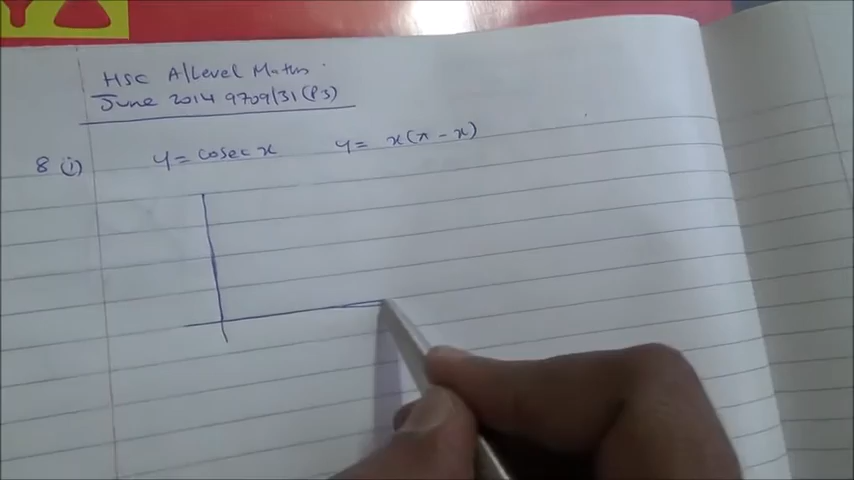 HSC A/Level Maths
June 2014 9709/31 (P3)
8 (i) y = cosec x y = x(π - x)